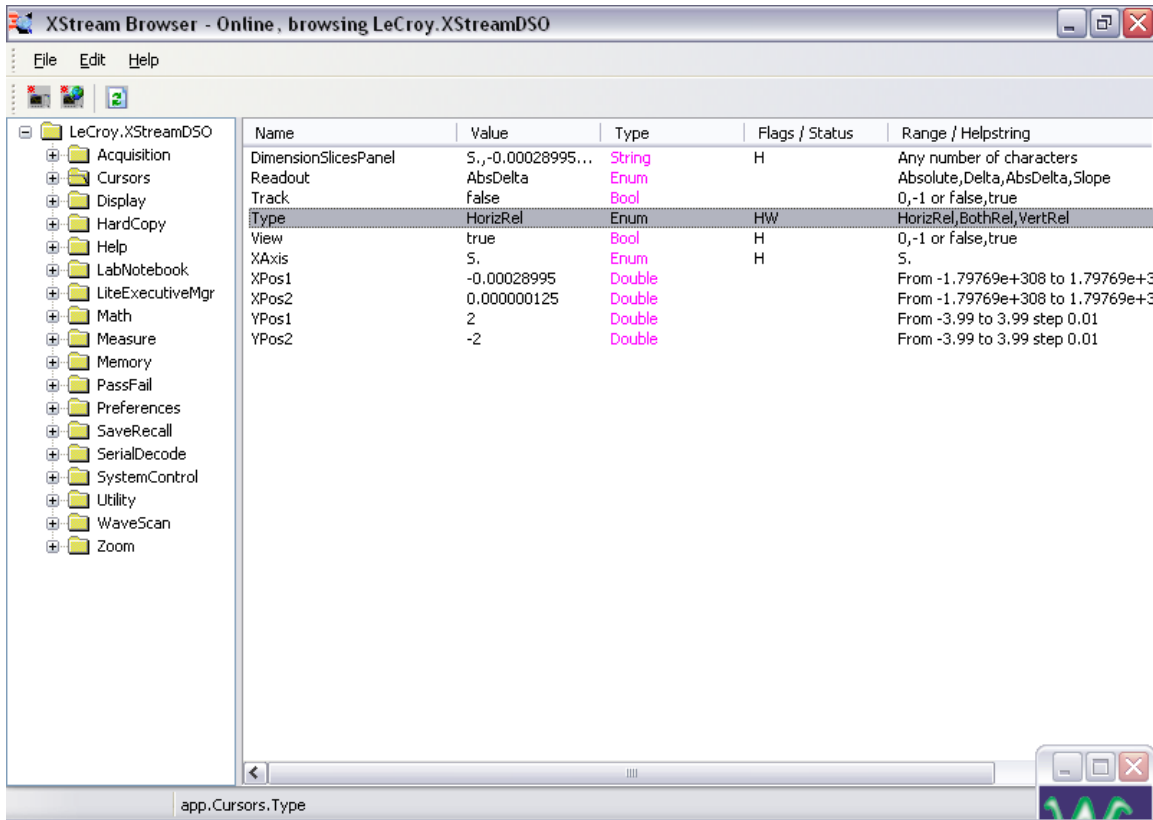 XStream Browser - Online, browsing LeCroy.XStreamDSO
File Edit Help
LeCroy.XStreamDSO
Acquisition
Cursors
Display
HardCopy
Help
LabNotebook
LiteExecutiveMgr
Math
Measure
Memory
PassFail
Preferences
SaveRecall
SerialDecode
SystemControl
Utility
WaveScan
Zoom
Name Value Type Flags / Status Range / Helpstring
DimensionSlicesPanel S.,-0.00028995... String H Any number of characters
Readout AbsDelta Enum Absolute,Delta,AbsDelta,Slope
Track false Bool 0,-1 or false,true
Type HorizRel Enum HW HorizRel,BothRel,VertRel
View true Bool H 0,-1 or false,true
XAxis S. Enum H S.
XPos1 -0.00028995 Double From -1.79769e+308 to 1.79769e+3
XPos2 0.000000125 Double From -1.79769e+308 to 1.79769e+3
YPos1 2 Double From -3.99 to 3.99 step 0.01
YPos2 -2 Double From -3.99 to 3.99 step 0.01
app.Cursors.Type